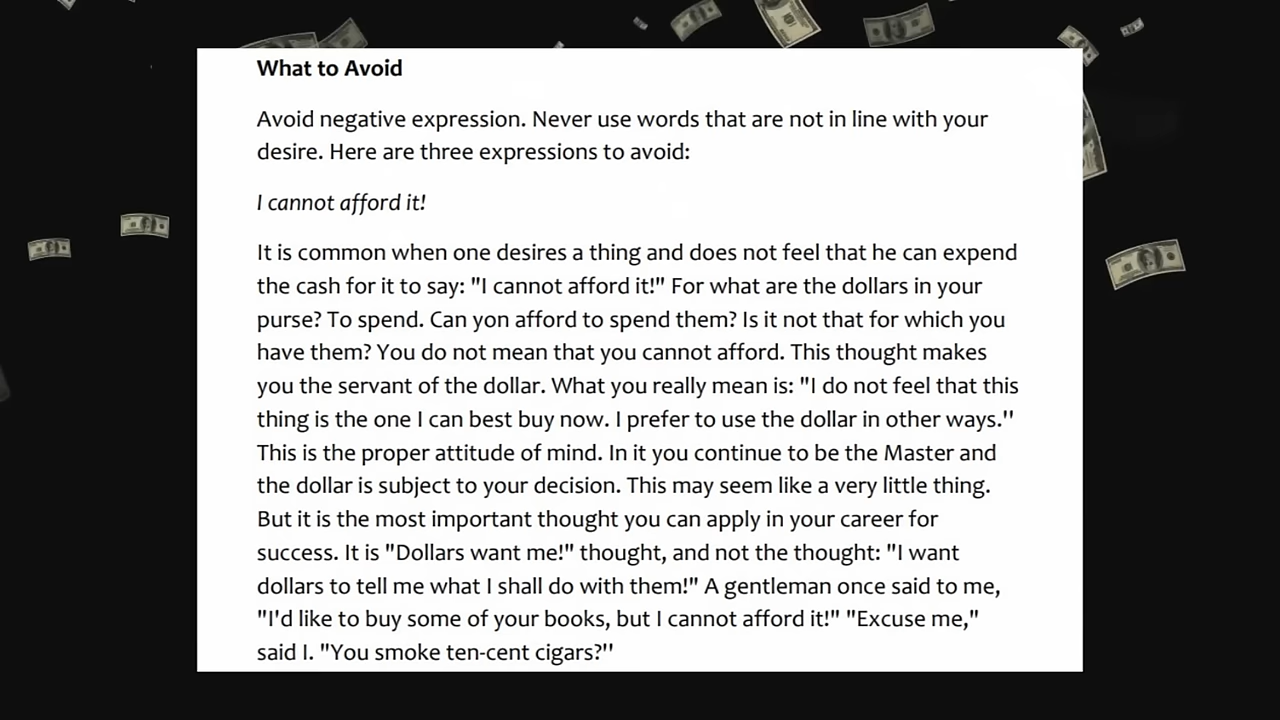 What to Avoid
Avoid negative expression. Never use words that are not in line with your
desire. Here are three expressions to avoid:
I cannot afford it!
It is common when one desires a thing and does not feel that he can expend
the cash for it to say: "I cannot afford it!" For what are the dollars in your
purse? To spend. Can yon afford to spend them? Is it not that for which you
have them? You do not mean that you cannot afford. This thought makes
you the servant of the dollar. What you really mean is: "I do not feel that this
thing is the one I can best buy now. I prefer to use the dollar in other ways.''
This is the proper attitude of mind. In it you continue to be the Master and
the dollar is subject to your decision. This may seem like a very little thing.
But it is the most important thought you can apply in your career for
success. It is "Dollars want me!" thought, and not the thought: "I want
dollars to tell me what I shall do with them!" A gentleman once said to me,
"I'd like to buy some of your books, but I cannot afford it!" "Excuse me,"
said I. "You smoke ten-cent cigars?''